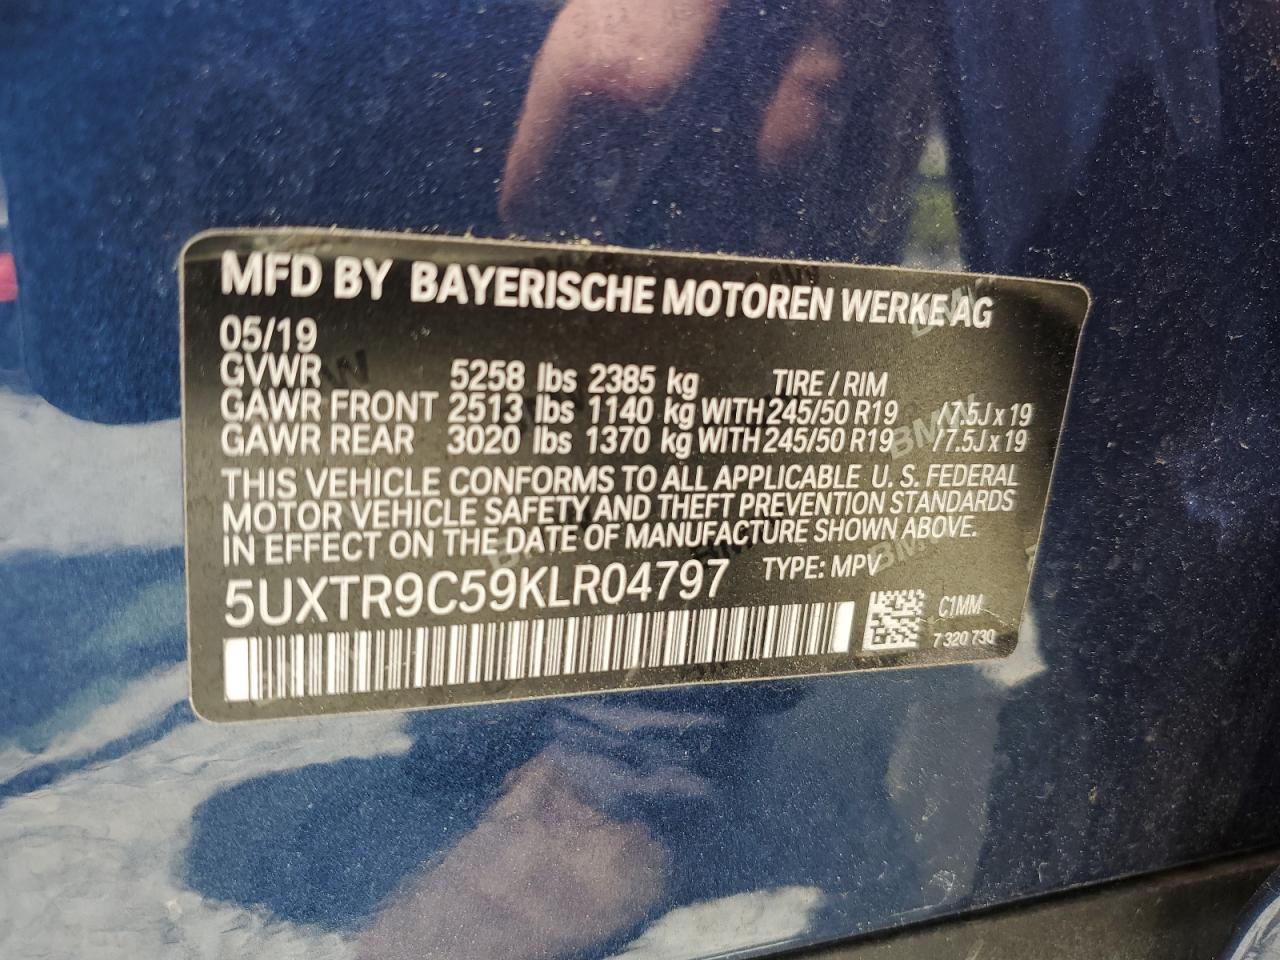 MFD BY BAYERISCHE MOTOREN WERKE AG
05/19
GVWR 5258 lbs 2385 kg TIRE / RIM
GAWR FRONT 2513 lbs 1140 kg WITH 245/50 R19 /7.5J x 19
GAWR REAR 3020 lbs 1370 kg WITH 245/50 R19 /7.5J x 19
THIS VEHICLE CONFORMS TO ALL APPLICABLE U. S. FEDERAL
MOTOR VEHICLE SAFETY AND THEFT PREVENTION STANDARDS
IN EFFECT ON THE DATE OF MANUFACTURE SHOWN ABOVE.
5UXTR9C59KLR04797 TYPE: MPV
C1MM
7 320 730